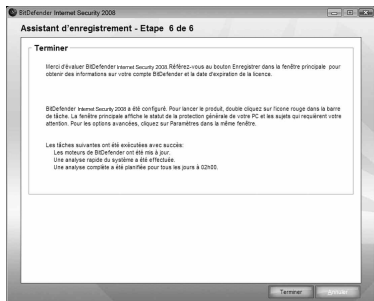 BitDefender Internet Security 2008
Assistant d'enregistrement - Etape 6 de 6
Terminer
Merci d'évaluer BitDefender Internet Security 2008. Référez-vous au bouton Enregistrer dans la fenêtre principale pour
obtenir des informations sur votre compte BitDefender et la date d'expiration de la licence.
BitDefender Internet Security 2008 a été configuré. Pour lancer le produit, double cliquez sur l'icone rouge dans la barre
de tâche. La fenêtre principale affiche le statut de la protection générale de votre PC et les sujets qui requièrent votre
attention. Pour les options avancées, cliquez sur Paramètres dans la même fenêtre.
Les tâches suivantes ont été exécutées avec succès:
Les moteurs de BitDefender ont été mis à jour.
Une analyse rapide du système a été effectuée.
Une analyse complète a été planifiée pour tous les jours à 02h00.
Terminer Annuler